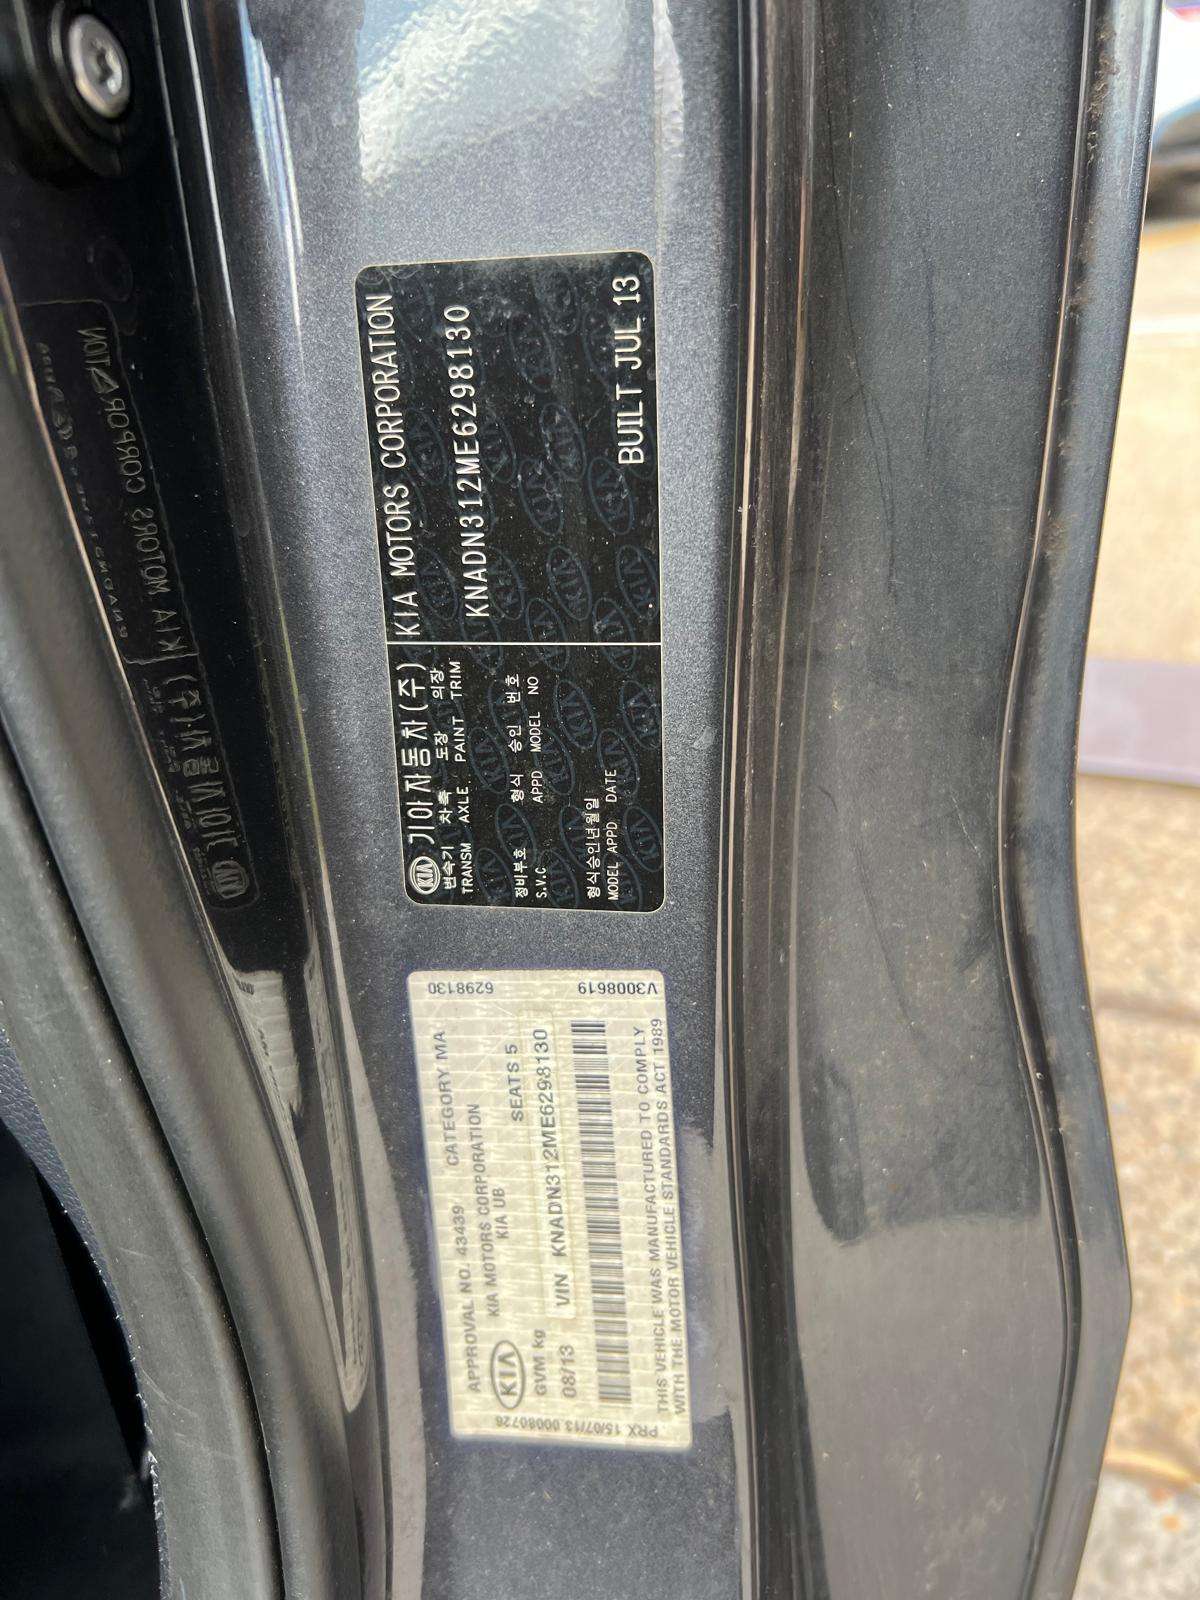 KIA 기아자동차(주) KIA MOTORS CORPORATION
변속기 차축 도장 의장
TRANSM AXLE PAINT TRIM
KNADN312ME6298130
정비부호 형식 승인 번호
S.V.C APPD MODEL NO
형식승인년월일
MODEL APPD DATE
BUILT JUL 13
APPROVAL NO. 43439 CATEGORY MA
KIA MOTORS CORPORATION
KIA
KIA UB SEATS 5
GVM kg
VIN KNADN312ME6298130
08/13
THIS VEHICLE WAS MANUFACTURED TO COMPLY
WITH THE MOTOR VEHICLE STANDARDS ACT 1989
6298130
V3008619
PRX 15/07/13 00080726